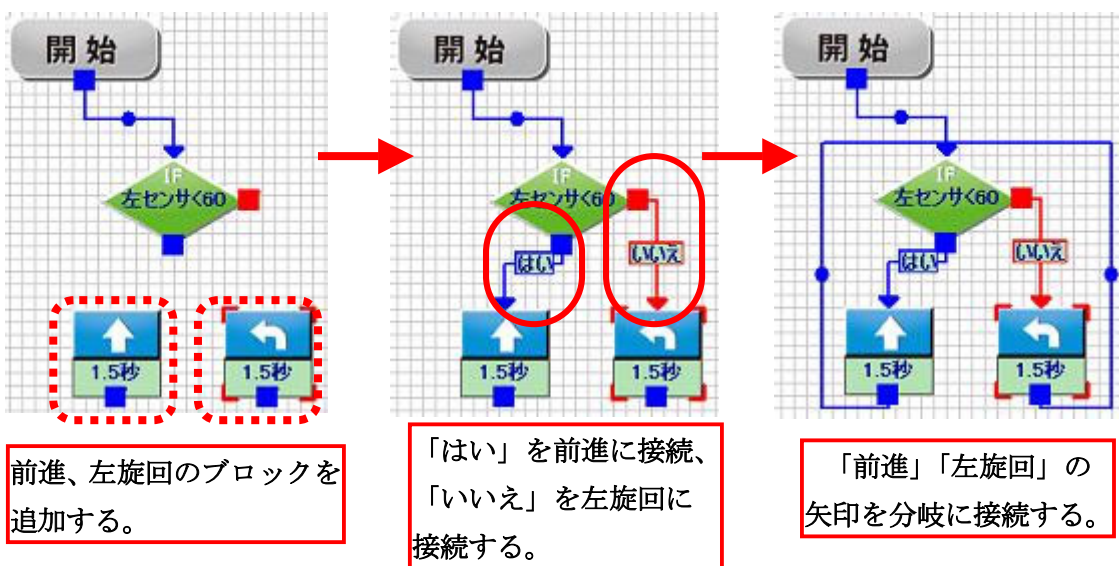 開始
IF
左センサ<60
1.5秒
1.5秒
前進、左旋回のブロックを
追加する。
開始
IF
左センサ<60
はい
いいえ
1.5秒
1.5秒
「はい」を前進に接続、
「いいえ」を左旋回に
接続する。
開始
IF
左センサ<60
はい
いいえ
1.5秒
1.5秒
「前進」「左旋回」の
矢印を分岐に接続する。